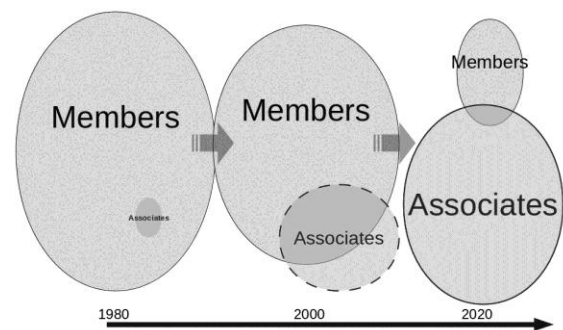 Members
Associates
Members
Associates
Members
Associates
1980
2000
2020